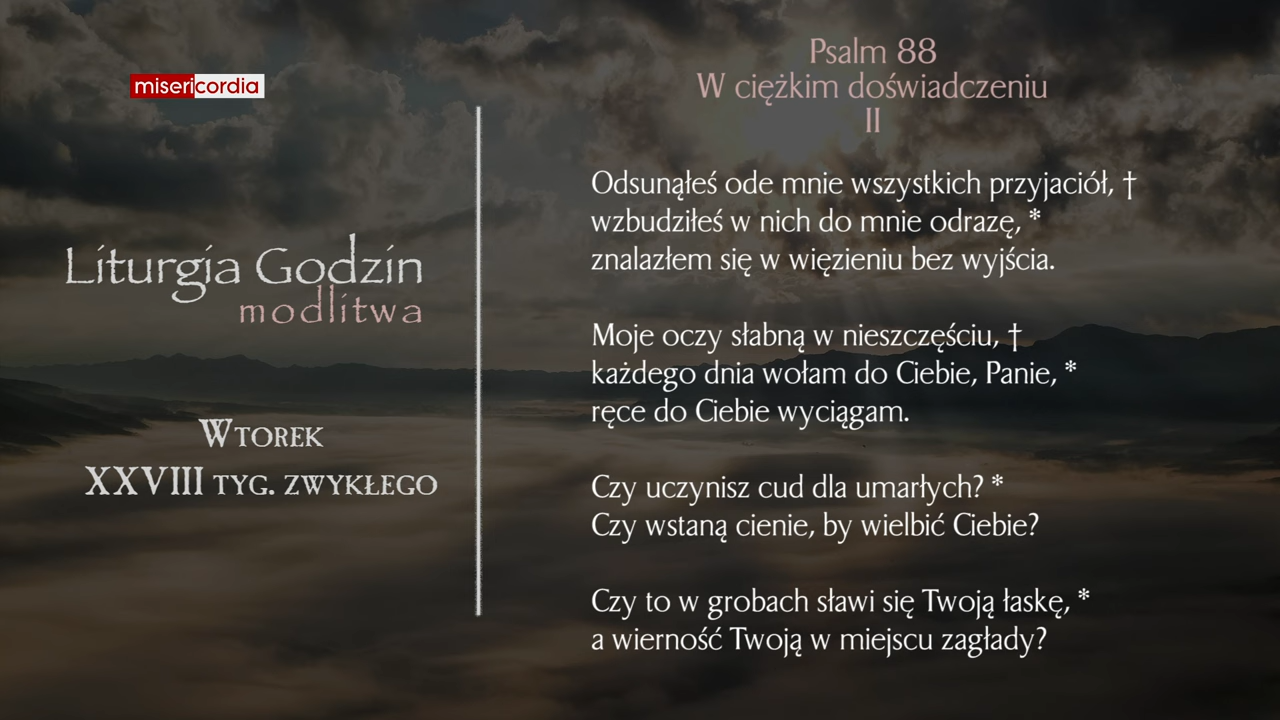 misericordia
Liturgia Godzin
modlitwa
Wtorek
XXVIII tyg. zwykłego
Psalm 88
W ciężkim doświadczeniu
II
Odsunąłeś ode mnie wszystkich przyjaciół, †
wzbudziłeś w nich do mnie odrazę, *
znalazłem się w więzieniu bez wyjścia.
Moje oczy słabną w nieszczęściu, †
każdego dnia wołam do Ciebie, Panie, *
ręce do Ciebie wyciągam.
Czy uczynisz cud dla umarłych? *
Czy wstaną cienie, by wielbić Ciebie?
Czy to w grobach sławi się Twoją łaskę, *
a wierność Twoją w miejscu zagłady?